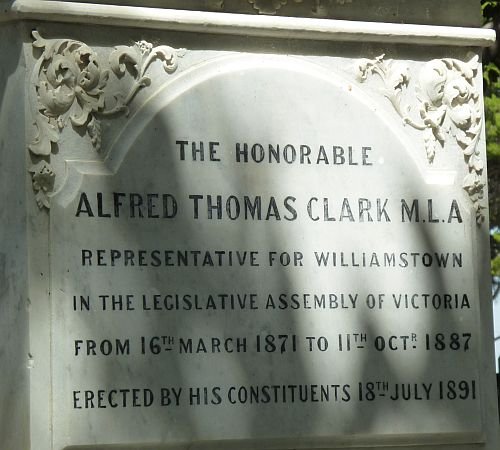 THE HONORABLE
ALFRED THOMAS CLARK M.L.A
REPRESENTATIVE FOR WILLIAMSTOWN
IN THE LEGISLATIVE ASSEMBLY OF VICTORIA
FROM 16TH MARCH 1871 TO 11TH OCTR 1887
ERECTED BY HIS CONSTITUENTS 18TH JULY 1891